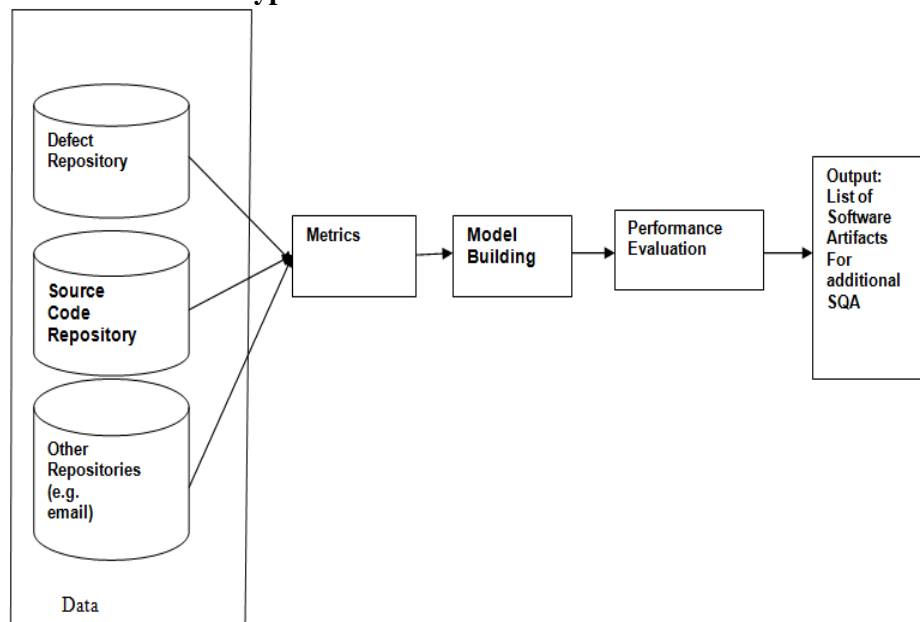 Defect
Repository
Source
Code
Repository
Other
Repositories
(e.g.
email)
Data
Metrics
Model
Building
Performance
Evaluation
Output:
List of
Software
Artifacts
For
additional
SQA